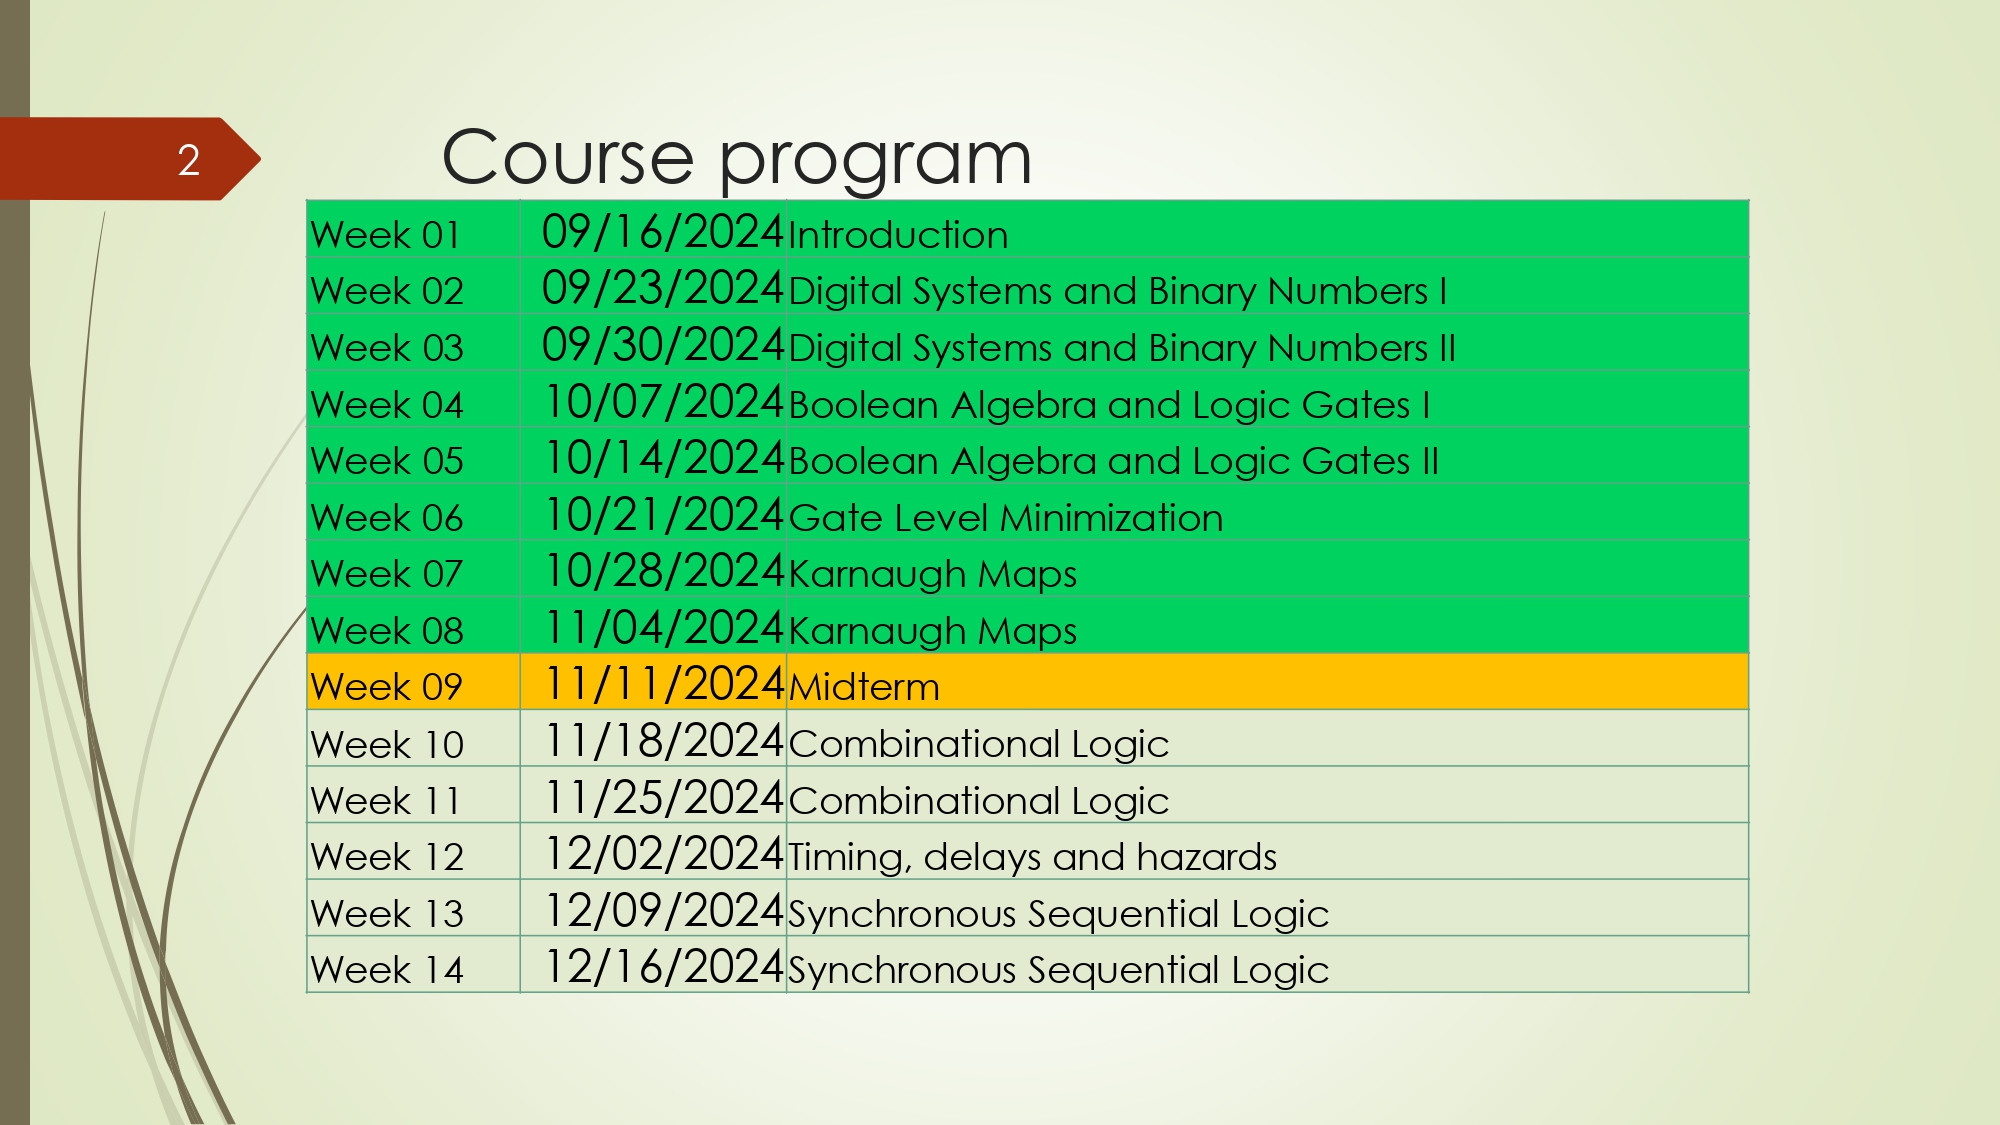 2
Course program
Week 01 09/16/2024 Introduction
Week 02 09/23/2024 Digital Systems and Binary Numbers I
Week 03 09/30/2024 Digital Systems and Binary Numbers II
Week 04 10/07/2024 Boolean Algebra and Logic Gates I
Week 05 10/14/2024 Boolean Algebra and Logic Gates II
Week 06 10/21/2024 Gate Level Minimization
Week 07 10/28/2024 Karnaugh Maps
Week 08 11/04/2024 Karnaugh Maps
Week 09 11/11/2024 Midterm
Week 10 11/18/2024 Combinational Logic
Week 11 11/25/2024 Combinational Logic
Week 12 12/02/2024 Timing, delays and hazards
Week 13 12/09/2024 Synchronous Sequential Logic
Week 14 12/16/2024 Synchronous Sequential Logic